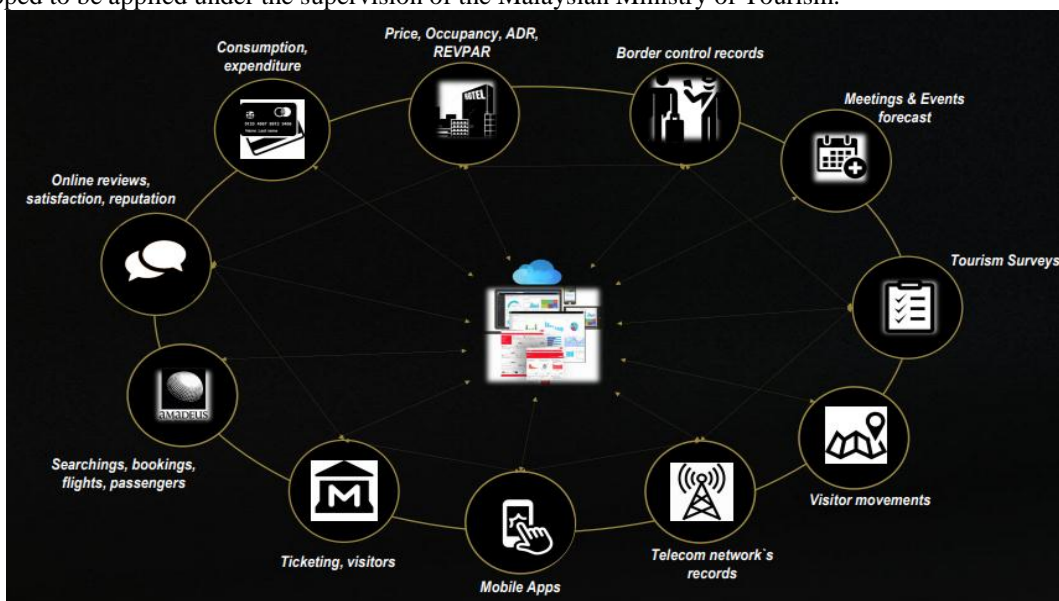 pped to be applied under the supervision of the Malaysian Ministry of Tourism.
Price, Occupancy, ADR,
REVPAR
Consumption,
expenditure
Border control records
Meetings & Events
forecast
Online reviews,
satisfaction, reputation
HOTEL
Tourism Surveys
amadeus
Searchings, bookings,
flights, passengers
M
Visitor movements
Ticketing, visitors
Telecom network`s
records
Mobile Apps